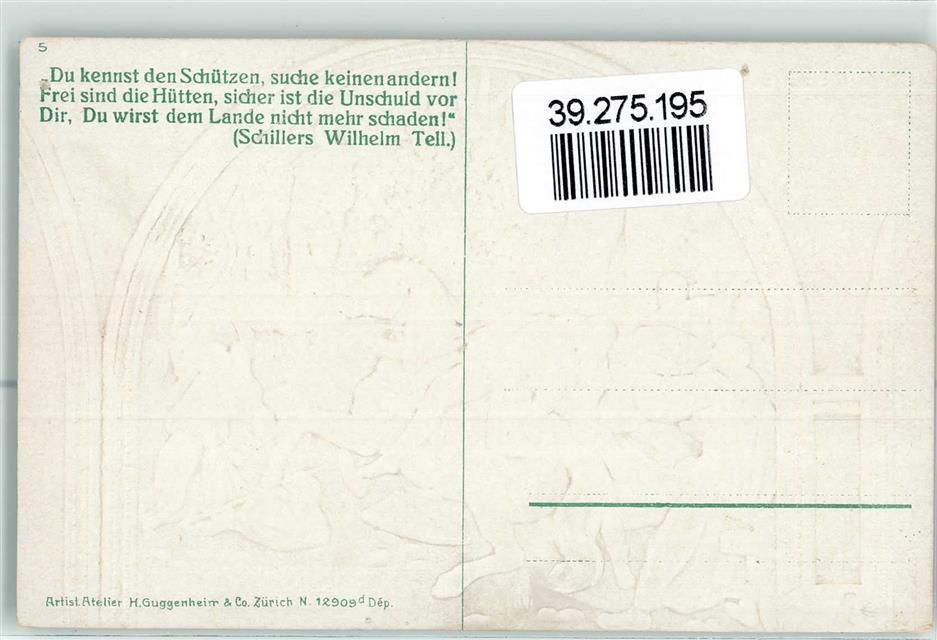 5
„Du kennst den Schützen, suche keinen andern!
Frei sind die Hütten, sicher ist die Unschuld vor
Dir, Du wirst dem Lande nicht mehr schaden!“
(Schillers Wilhelm Tell.)
39.275.195
Artist. Atelier H. Guggenheim & Co. Zürich N. 12909d Dép.